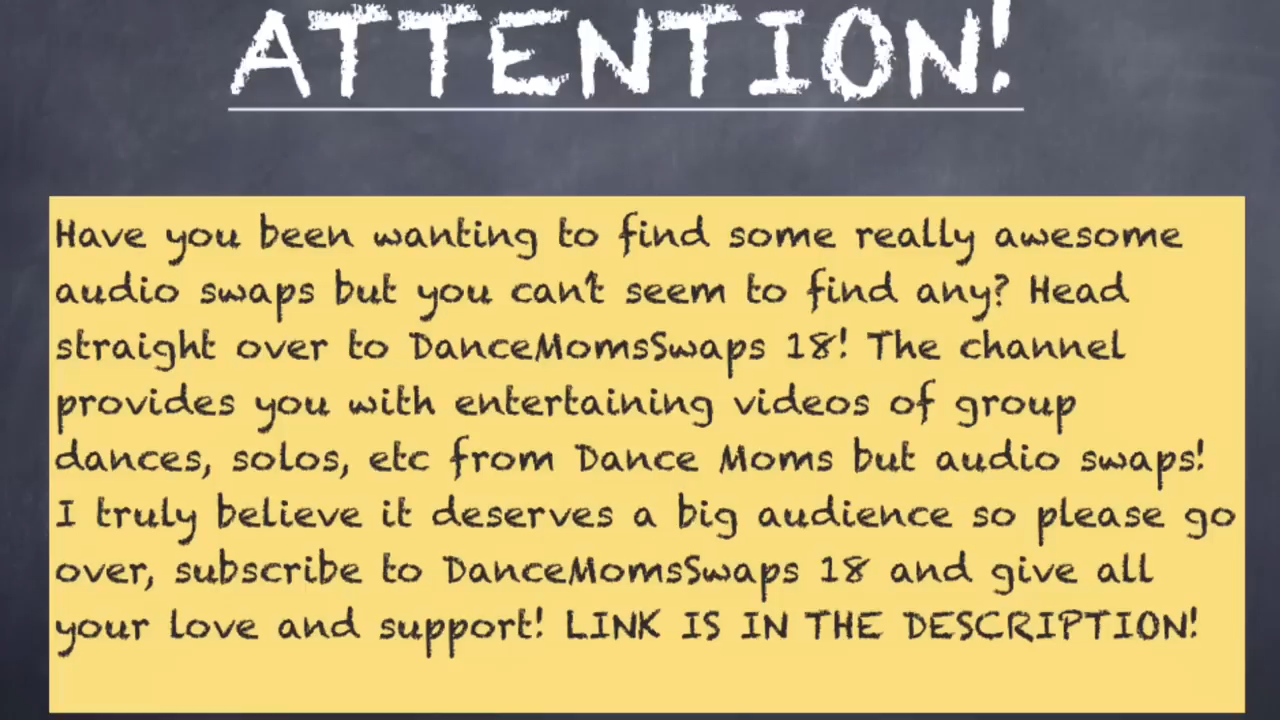 ATTENTION!
Have you been wanting to find some really awesome
audio swaps but you can't seem to find any? Head
straight over to DanceMomsSwaps 18! The channel
provides you with entertaining videos of group
dances, solos, etc from Dance Moms but audio swaps!
I truly believe it deserves a big audience so please go
over, subscribe to DanceMomsSwaps 18 and give all
your love and support! LINK IS IN THE DESCRIPTION!